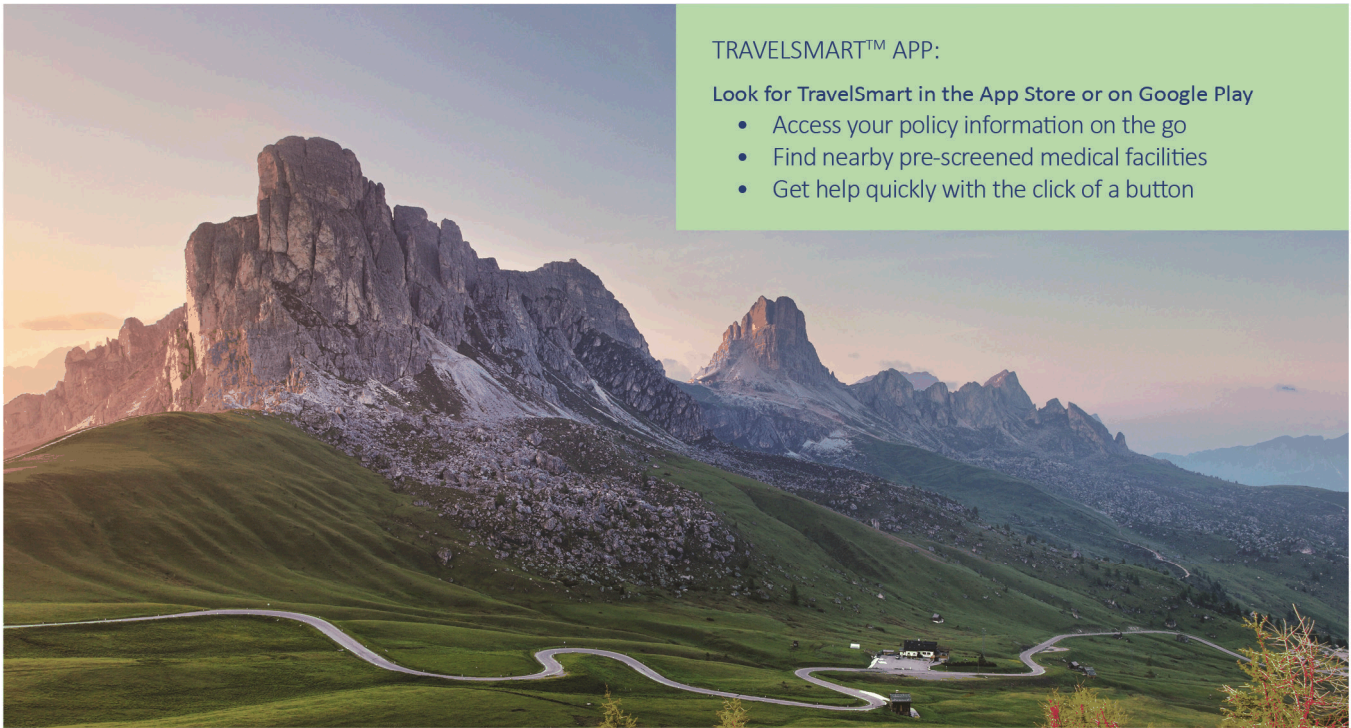 TRAVELSMART™ APP:
Look for TravelSmart in the App Store or on Google Play
• Access your policy information on the go
• Find nearby pre-screened medical facilities
• Get help quickly with the click of a button